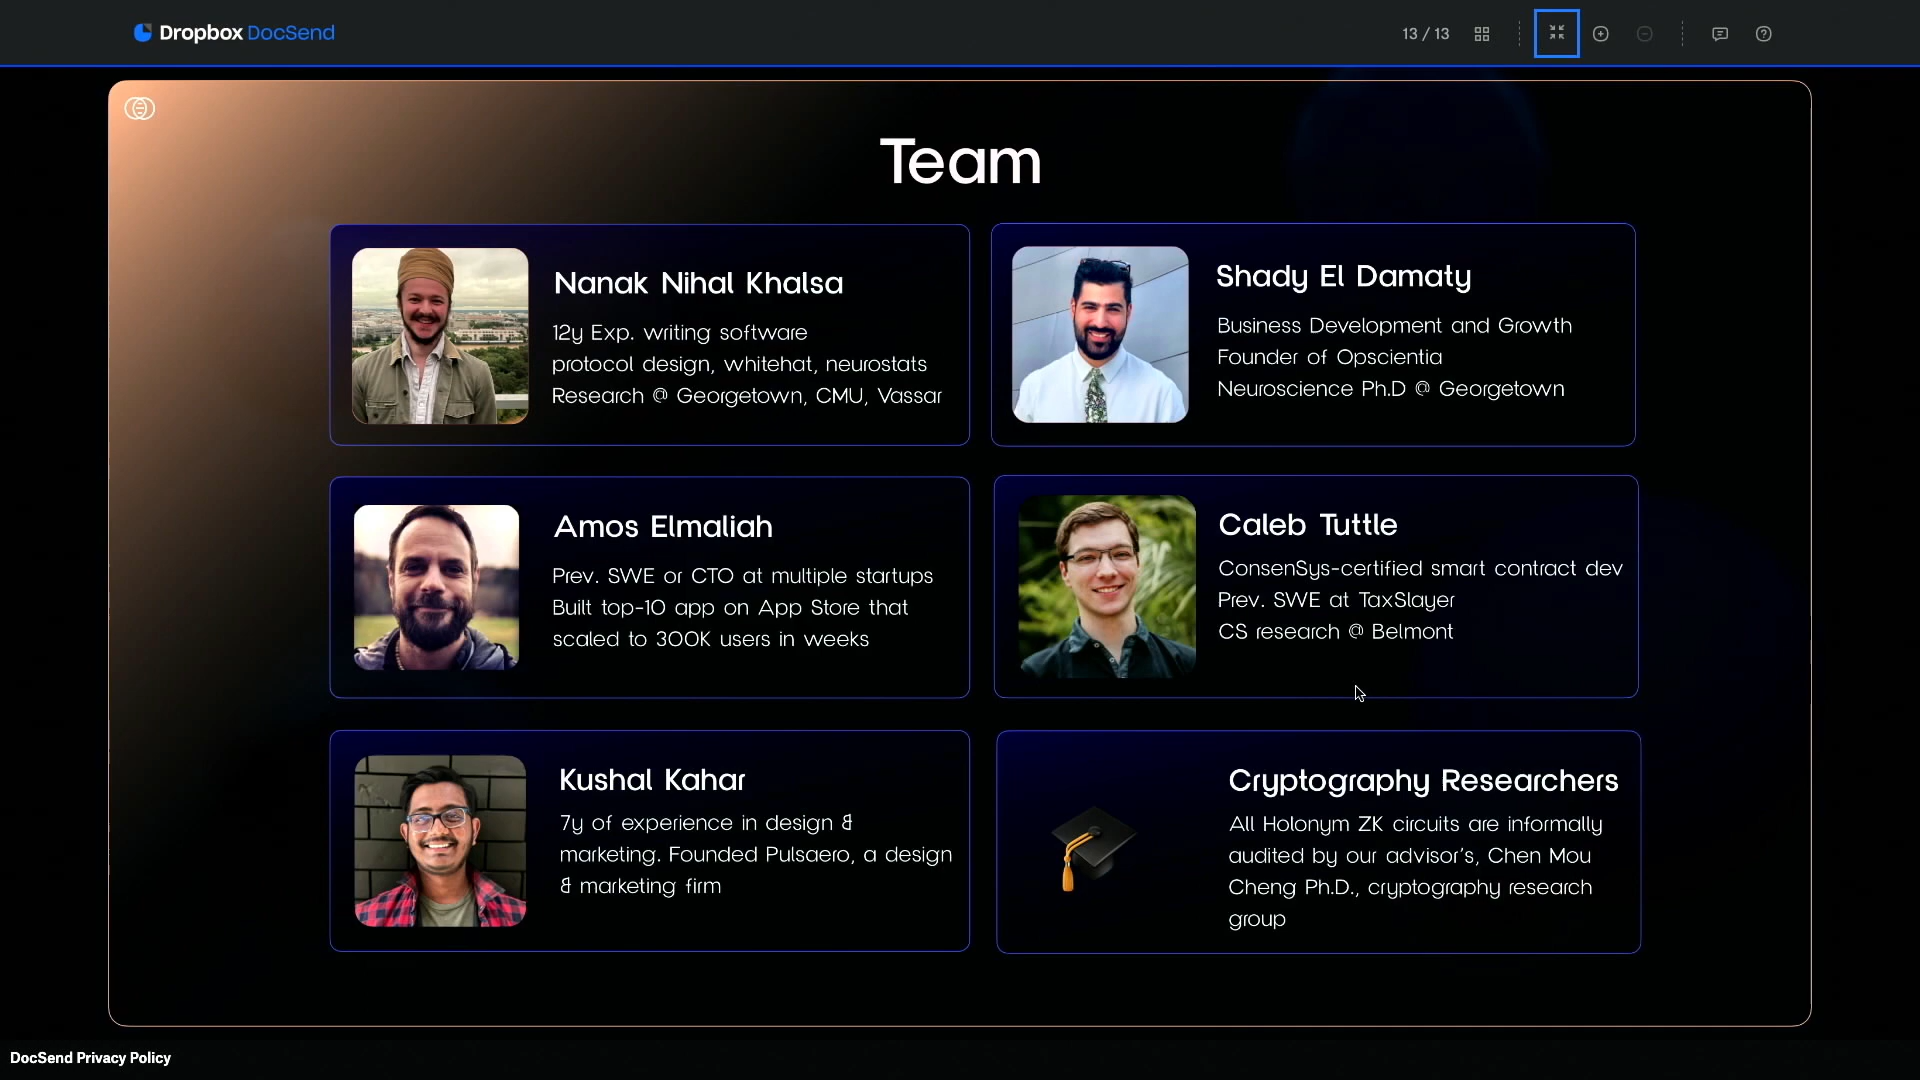 Dropbox DocSend
13 / 13
Team
Nanak Nihal Khalsa
12y Exp. writing software
protocol design, whitehat, neurostats
Research @ Georgetown, CMU, Vassar
Shady El Damaty
Business Development and Growth
Founder of Opscientia
Neuroscience Ph.D @ Georgetown
Amos Elmaliah
Prev. SWE or CTO at multiple startups
Built top-10 app on App Store that
scaled to 300K users in weeks
Caleb Tuttle
ConsenSys-certified smart contract dev
Prev. SWE at TaxSlayer
CS research @ Belmont
Kushal Kahar
7y of experience in design &
marketing. Founded Pulsaero, a design
& marketing firm
Cryptography Researchers
All Holonym ZK circuits are informally
audited by our advisor's, Chen Mou
Cheng Ph.D., cryptography research
group
DocSend Privacy Policy